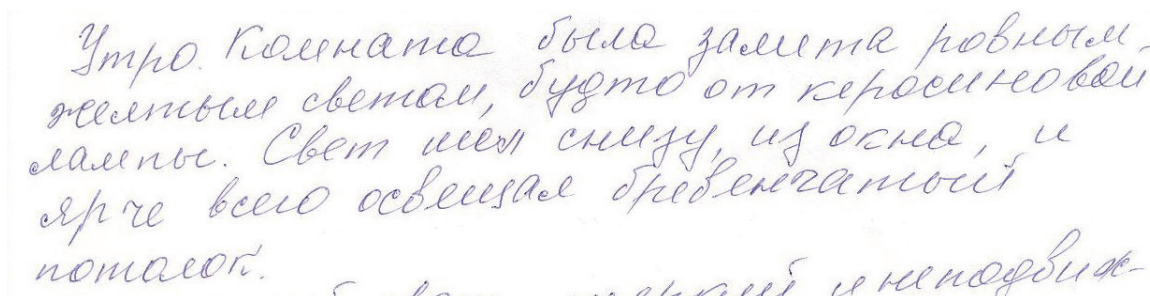 Утро. Комната была залита ровным
желтым светом, будто от керосиновой
лампы. Свет шел снизу, из окна, и
ярче всего освещал бревенчатый
потолок.
и неподвиж-